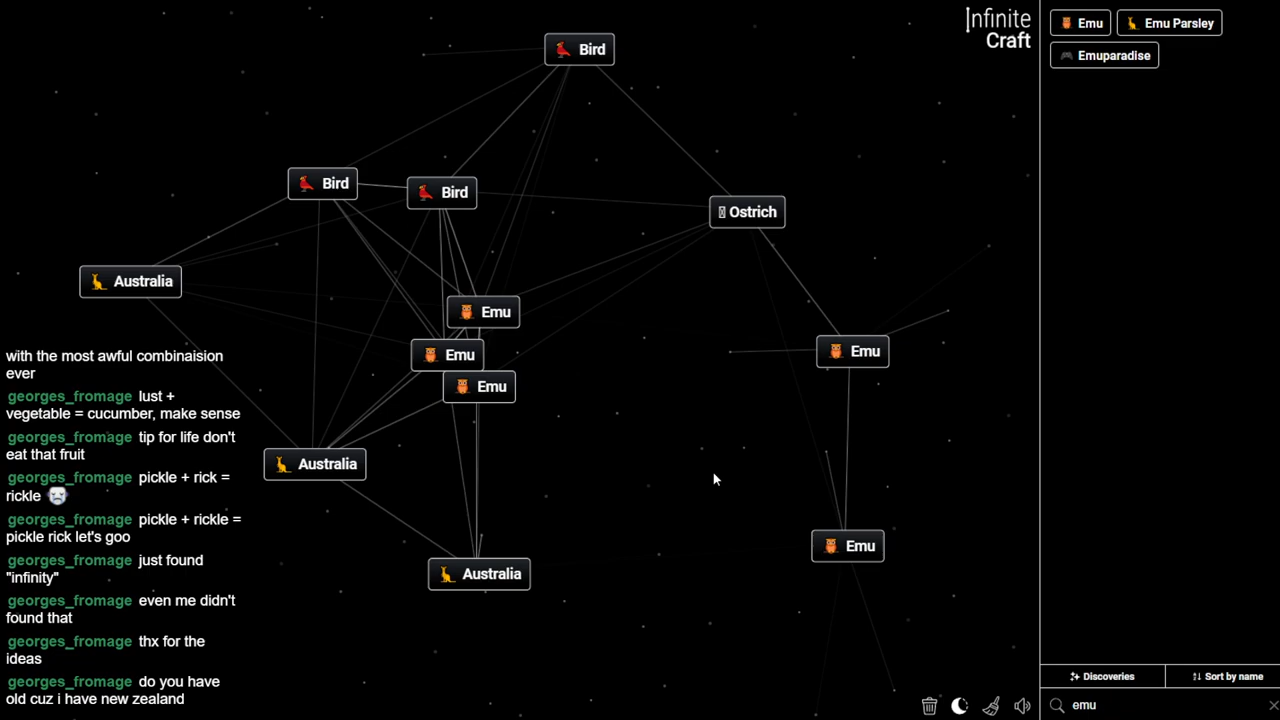 Infinite
Craft
Emu
Emu Parsley
Emuparadise
Bird
Bird
Bird
Ostrich
Australia
Emu
Emu
Emu
Emu
Australia
Emu
Australia
with the most awful combinaision
ever
georges_fromage lust +
vegetable = cucumber, make sense
georges_fromage tip for life don't
eat that fruit
georges_fromage pickle + rick =
rickle
georges_fromage pickle + rickle =
pickle rick let's goo
georges_fromage just found
"infinity"
georges_fromage even me didn't
found that
georges_fromage thx for the
ideas
georges_fromage do you have
old cuz i have new zealand
Discoveries
Sort by name
emu